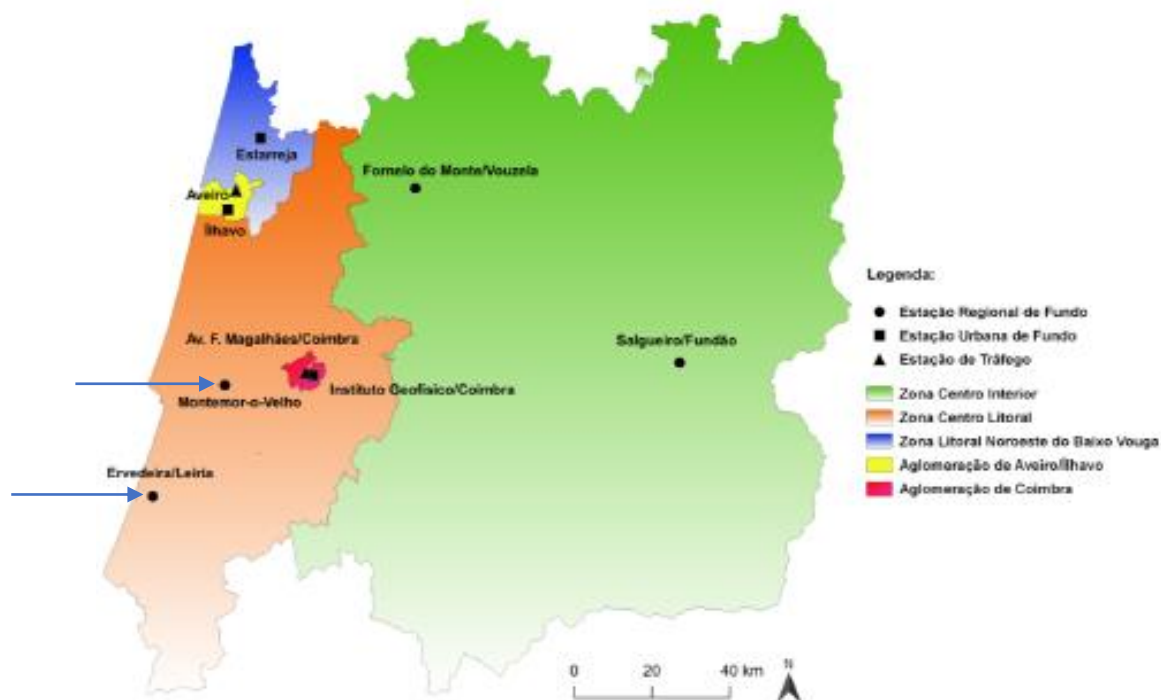 Estarreja
Fornelo do Monte/Vouzela
Aveiro
Ílhavo
Av. F. Magalhães/Coimbra
Salgueiro/Fundão
Instituto Geofísico/Coimbra
Montemor-o-Velho
Ervedeira/Leiria
Legenda:
Estação Regional de Fundo
Estação Urbana de Fundo
Estação de Tráfego
Zona Centro Interior
Zona Centro Litoral
Zona Litoral Noroeste do Baixo Vouga
Aglomeração de Aveiro/Ílhavo
Aglomeração de Coimbra
0 20 40 km
N